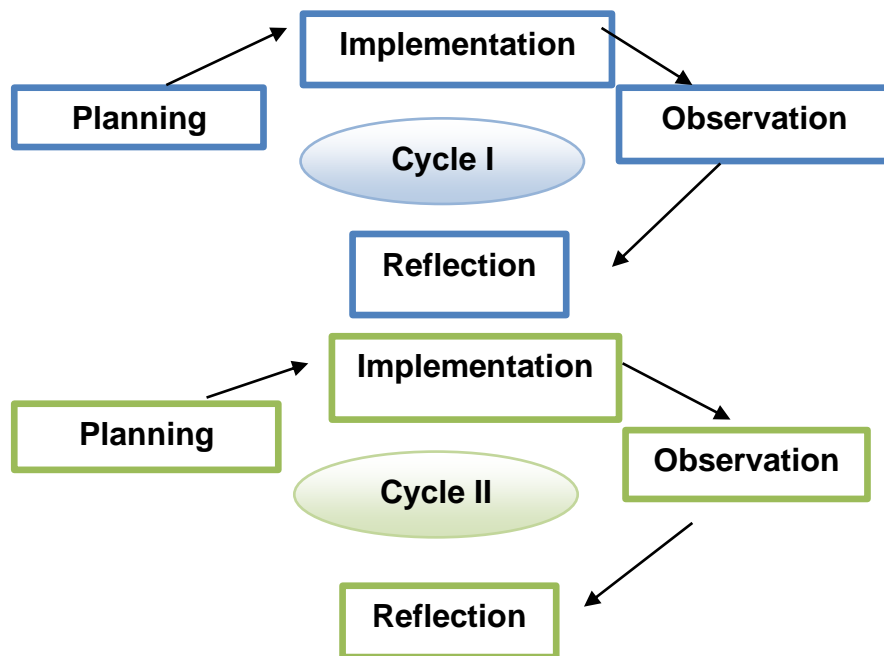 Implementation
Planning
Observation
Cycle I
Reflection
Implementation
Planning
Observation
Cycle II
Reflection